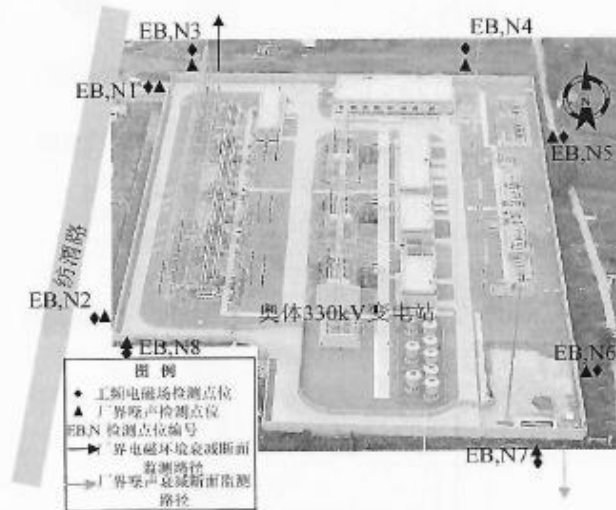 EB,N3
EB,N4
EB,N1
N
EB,N5
纺渭路
EB,N2
奥体330kV变电站
EB,N8
EB,N6
图 例
工频电磁场检测点位
厂界噪声检测点位
EB,N 检测点位编号
厂界电磁环境衰减断面
监测路径
厂界噪声衰减断面监测
路径
EB,N7